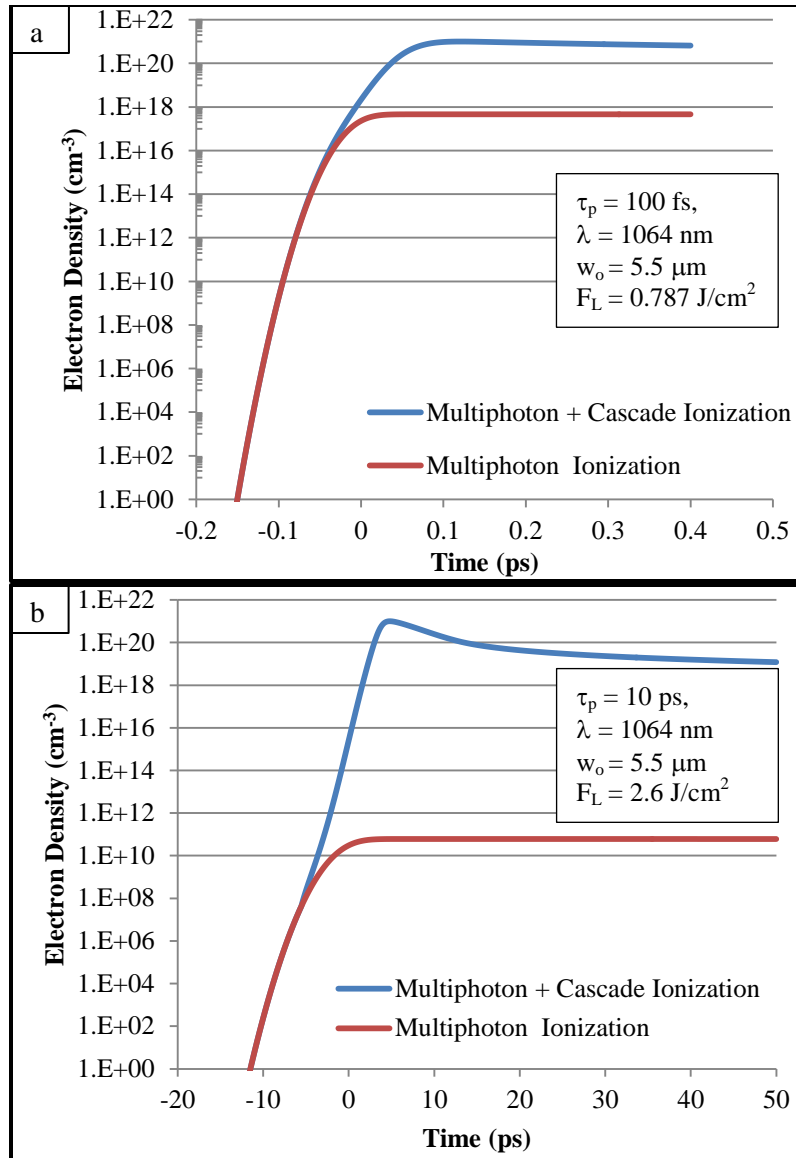 a
1.E+22
1.E+20
1.E+18
1.E+16
1.E+14
1.E+12
1.E+10
1.E+08
1.E+06
1.E+04
1.E+02
1.E+00
Electron Density (cm⁻³)
τp = 100 fs,
λ = 1064 nm
wo = 5.5 μm
FL = 0.787 J/cm²
Multiphoton + Cascade Ionization
Multiphoton Ionization
-0.2 -0.1 0 0.1 0.2 0.3 0.4 0.5
Time (ps)
b
1.E+22
1.E+20
1.E+18
1.E+16
1.E+14
1.E+12
1.E+10
1.E+08
1.E+06
1.E+04
1.E+02
1.E+00
Electron Density (cm⁻³)
τp = 10 ps,
λ = 1064 nm
wo = 5.5 μm
FL = 2.6 J/cm²
Multiphoton + Cascade Ionization
Multiphoton Ionization
-20 -10 0 10 20 30 40 50
Time (ps)